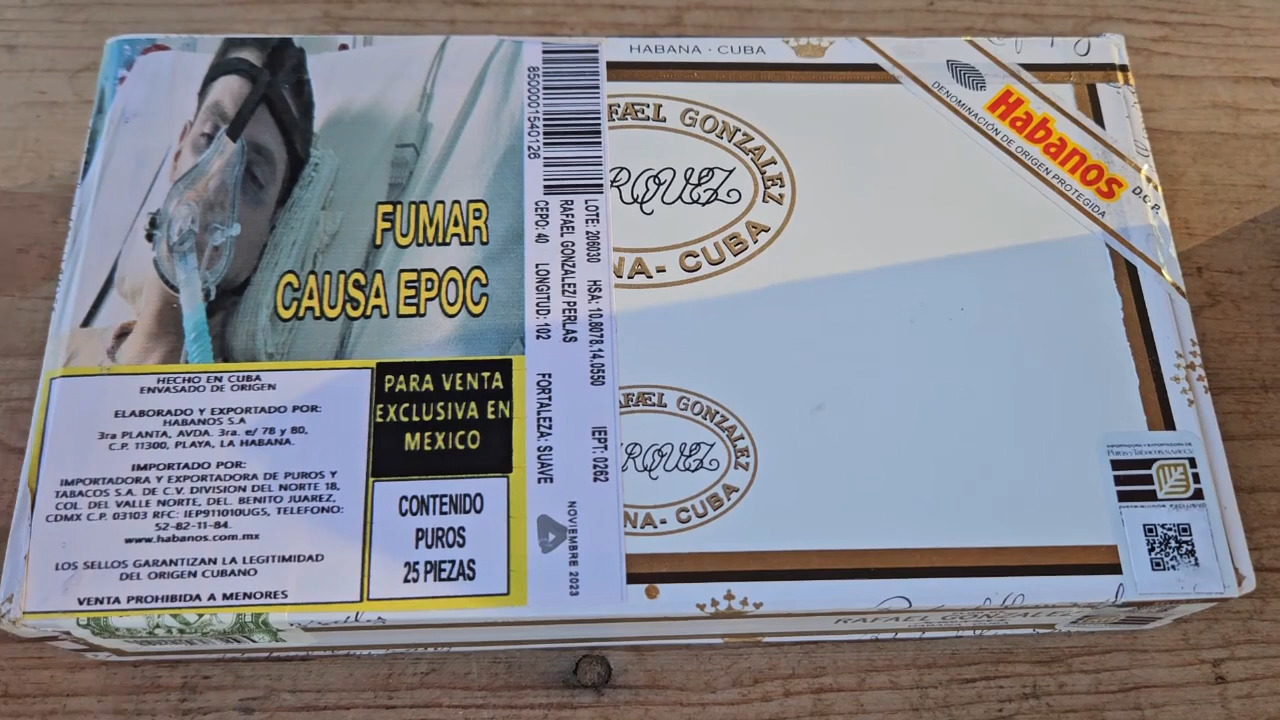 FUMAR
CAUSA EPOC
HECHO EN CUBA
ENVASADO DE ORIGEN
ELABORADO Y EXPORTADO POR:
HABANOS S.A
3ra PLANTA, AVDA. 3ra. e/ 78 y 80,
C.P. 11300, PLAYA, LA HABANA.
IMPORTADO POR:
IMPORTADORA Y EXPORTADORA DE PUROS Y
TABACOS S.A. DE C.V. DIVISION DEL NORTE 18,
COL. DEL VALLE NORTE, DEL. BENITO JUAREZ,
CDMX C.P. 03103 RFC: IEP911010UG5, TELEFONO:
52-82-11-84.
www.habanos.com.mx
LOS SELLOS GARANTIZAN LA LEGITIMIDAD
DEL ORIGEN CUBANO
VENTA PROHIBIDA A MENORES
PARA VENTA
EXCLUSIVA EN
MEXICO
CONTENIDO
PUROS
25 PIEZAS
8500001540126
LOTE: 206030 HSA: 10.8078.14.0550 IEPT: 0262
RAFAEL GONZALEZ/ PERLAS
CEPO: 40 LONGITUD: 102 FORTALEZA: SUAVE
NOVIEMBRE 2023
HABANA · CUBA
FAEL GONZALEZ
RQUEZ
NA- CUBA
AFAEL GONZALEZ
RQUEZ
NA- CUBA
Habanos
DENOMINACIÓN DE ORIGEN PROTEGIDA
D.O.P.
RAFAEL GONZALEZ